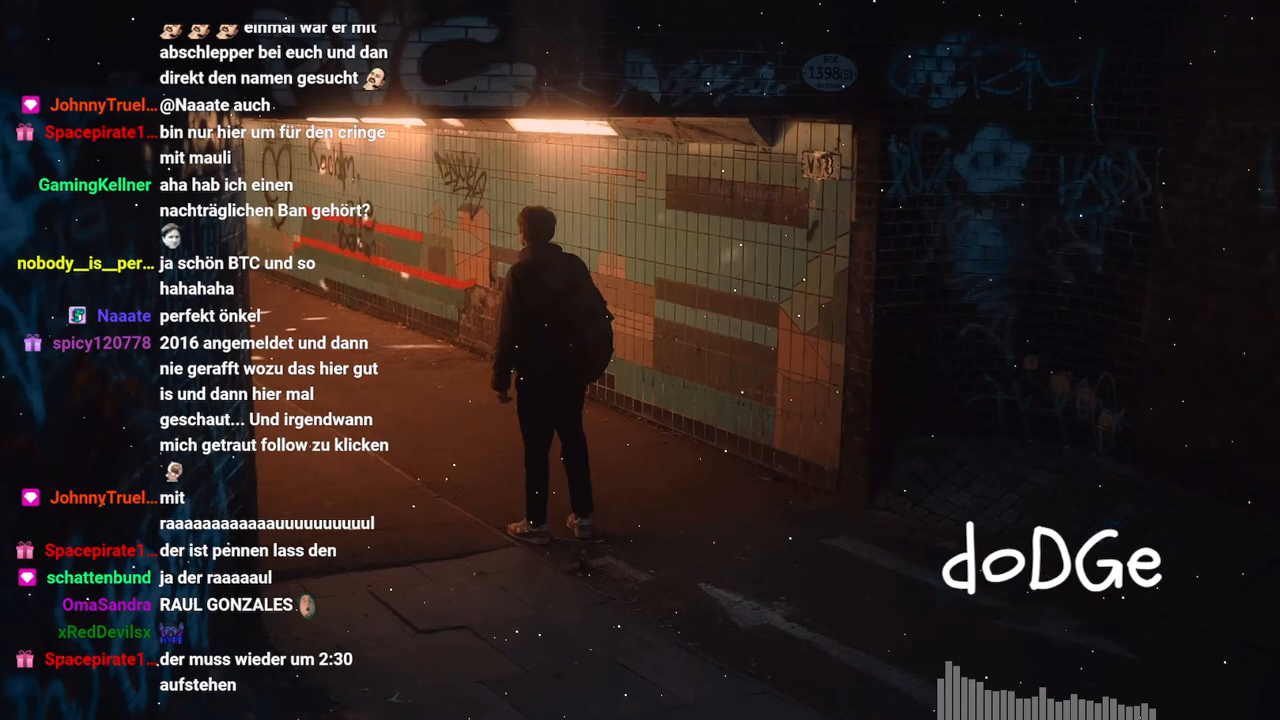 einmal war er mit
abschlepper bei euch und dan
direkt den namen gesucht
JohnnyTruel... @Naaate auch
Spacepirate1... bin nur hier um für den cringe
mit mauli
GamingKellner aha hab ich einen
nachträglichen Ban gehört?
nobody__is__per... ja schön BTC und so
hahahaha
Naaate perfekt önkel
spicy120778 2016 angemeldet und dann
nie gerafft wozu das hier gut
is und dann hier mal
geschaut... Und irgendwann
mich getraut follow zu klicken
JohnnyTruel... mit
raaaaaaaaaaauuuuuuuuuul
Spacepirate1... der ist pennen lass den
schattenbund ja der raaaaaul
OmaSandra RAUL GONZALES
xRedDevilsx HYPE
Spacepirate1... der muss wieder um 2:30
aufstehen
BGK
1398(S)
doDGe